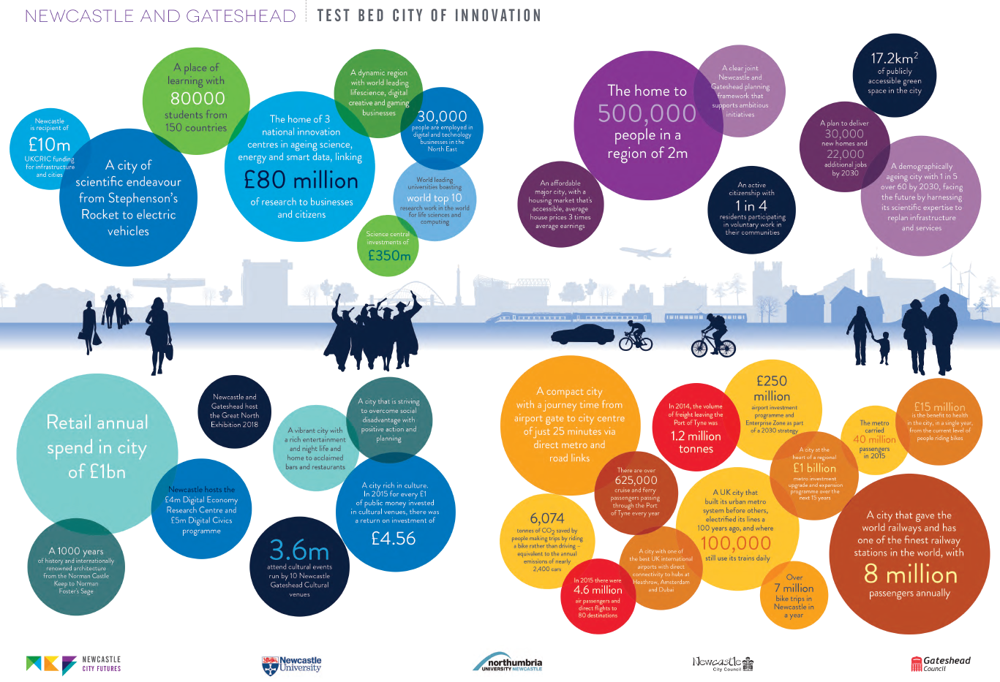 NEWCASTLE AND GATESHEAD
TEST BED CITY OF INNOVATION
Newcastle
is recipient of
£10m
UKCRIC funding
for infrastructure
and cities
A city of
scientific endeavour
from Stephenson's
Rocket to electric
vehicles
A place of
learning with
80000
students from
150 countries
The home of 3
national innovation
centres in ageing science,
energy and smart data, linking
£80 million
of research to businesses
and citizens
A dynamic region
with world leading
lifescience, digital
creative and gaming
businesses
30,000
people are employed in
digital and technology
businesses in the
North East
World leading
universities boasting
world top 10
research work in the world
for life sciences and
computing
Science central
investments of
£350m
The home to
500,000
people in a
region of 2m
A clear joint
Newcastle and
Gateshead planning
framework that
supports ambitious
initiatives
17.2km²
of publicly
accessible green
space in the city
A plan to deliver
30,000
new homes and
22,000
additional jobs
by 2030
A demographically
ageing city with 1 in 5
over 60 by 2030, facing
the future by harnessing
its scientific expertise to
replan infrastructure
and services
An affordable
major city, with a
housing market that's
accessible, average
house prices 3 times
average earnings
An active
citizenship with
1 in 4
residents participating
in voluntary work in
their communities
Retail annual
spend in city
of £1bn
Newcastle and
Gateshead host
the Great North
Exhibition 2018
A vibrant city with
a rich entertainment
and night life and
home to acclaimed
bars and restaurants
A city that is striving
to overcome social
disadvantage with
positive action and
planning
Newcastle hosts the
£4m Digital Economy
Research Centre and
£5m Digital Civics
programme
A city rich in culture.
In 2015 for every £1
of public money invested
in cultural venues, there was
a return on investment of
£4.56
A 1000 years
of history and internationally
renowned architecture
from the Norman Castle
Keep to Norman
Foster's Sage
3.6m
attend cultural events
run by 10 Newcastle
Gateshead Cultural
venues
A compact city
with a journey time from
airport gate to city centre
of just 25 minutes via
direct metro and
road links
In 2014, the volume
of freight leaving the
Port of Tyne was
1.2 million
tonnes
£250
million
airport investment
programme and
Enterprise Zone as part
of a 2030 strategy
The metro
carried
40 million
passengers
in 2015
£15 million
is the benefit to health
in the city, in a single year,
from the current level of
people riding bikes
A city at the
heart of a regional
£1 billion
metro investment
upgrade and expansion
programme over the
next 15 years
There are over
625,000
cruise and ferry
passengers passing
through the Port
of Tyne every year
A UK city that
built its urban metro
system before others,
electrified its lines a
100 years ago, and where
100,000
still use its trains daily
6,074
tonnes of CO2 saved by
people making trips by riding
a bike rather than driving –
equivalent to the annual
emissions of nearly
2,400 cars
A city with one of
the best UK international
airports with direct
connectivity to hubs at
Heathrow, Amsterdam
and Dubai
In 2015 there were
4.6 million
air passengers and
direct flights to
80 destinations
Over
7 million
bike trips in
Newcastle in
a year
A city that gave the
world railways and has
one of the finest railway
stations in the world, with
8 million
passengers annually
NEWCASTLE
CITY FUTURES
Newcastle
University
northumbria
UNIVERSITY NEWCASTLE
Newcastle
City Council
Gateshead
Council